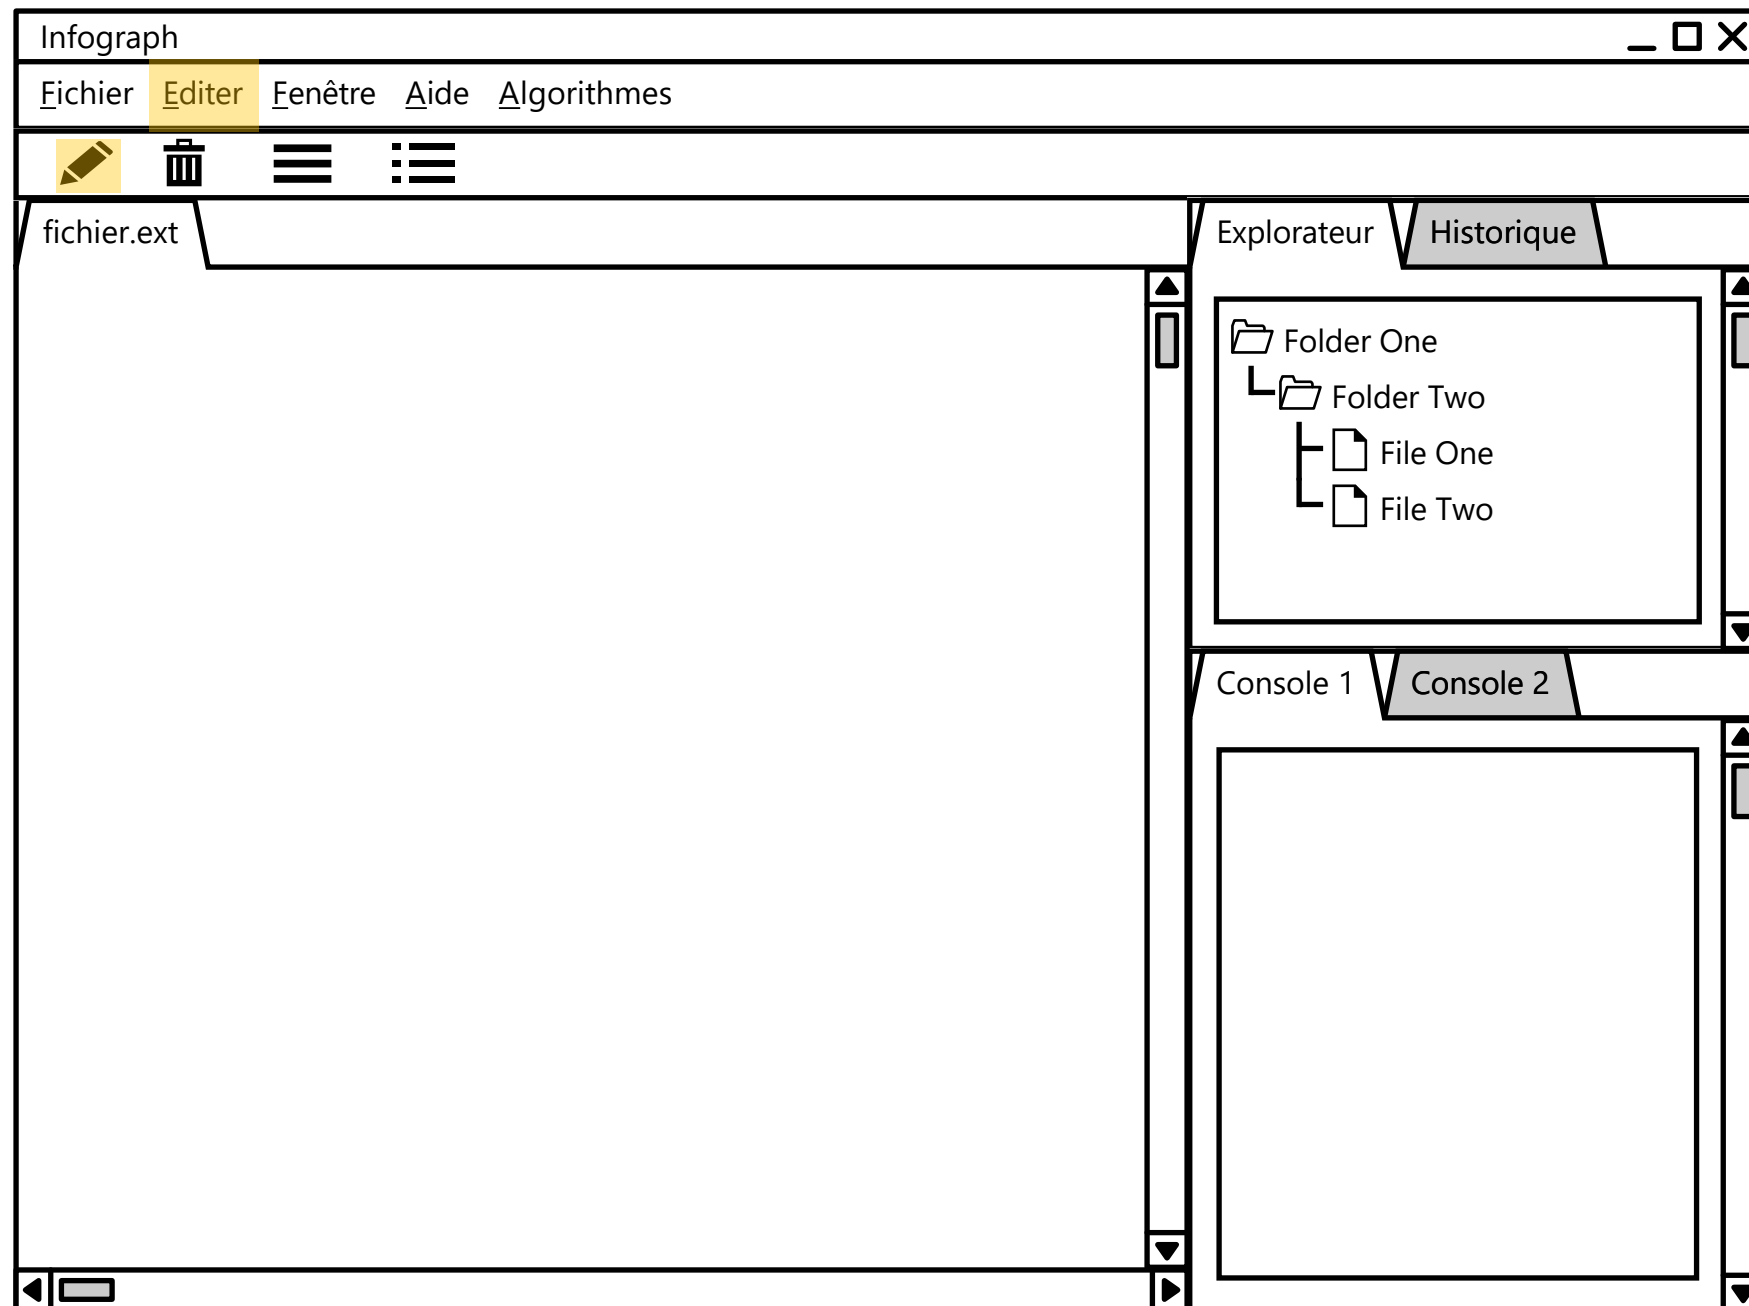 Infograph
Fichier Editer Fenêtre Aide Algorithmes
fichier.ext
Explorateur Historique
Folder One
Folder Two
File One
File Two
Console 1 Console 2